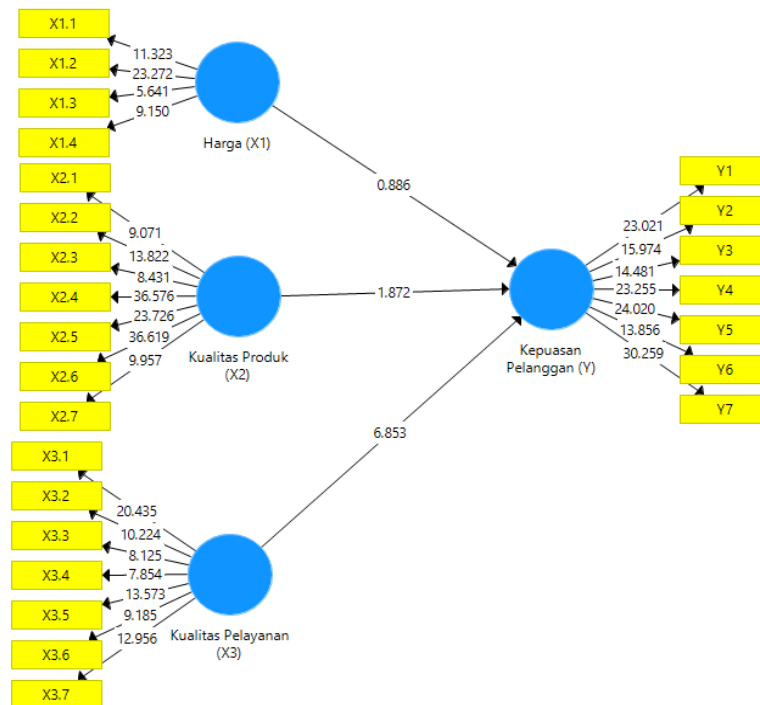 X1.1
X1.2
X1.3
X1.4
11.323
23.272
5.641
9.150
Harga (X1)
X2.1
X2.2
X2.3
X2.4
X2.5
X2.6
X2.7
9.071
13.822
8.431
36.576
23.726
36.619
9.957
Kualitas Produk
(X2)
X3.1
X3.2
X3.3
X3.4
X3.5
X3.6
X3.7
20.435
10.224
8.125
7.854
13.573
9.185
12.956
Kualitas Pelayanan
(X3)
0.886
1.872
6.853
Kepuasan
Pelanggan (Y)
23.021
15.974
14.481
23.255
24.020
13.856
30.259
Y1
Y2
Y3
Y4
Y5
Y6
Y7